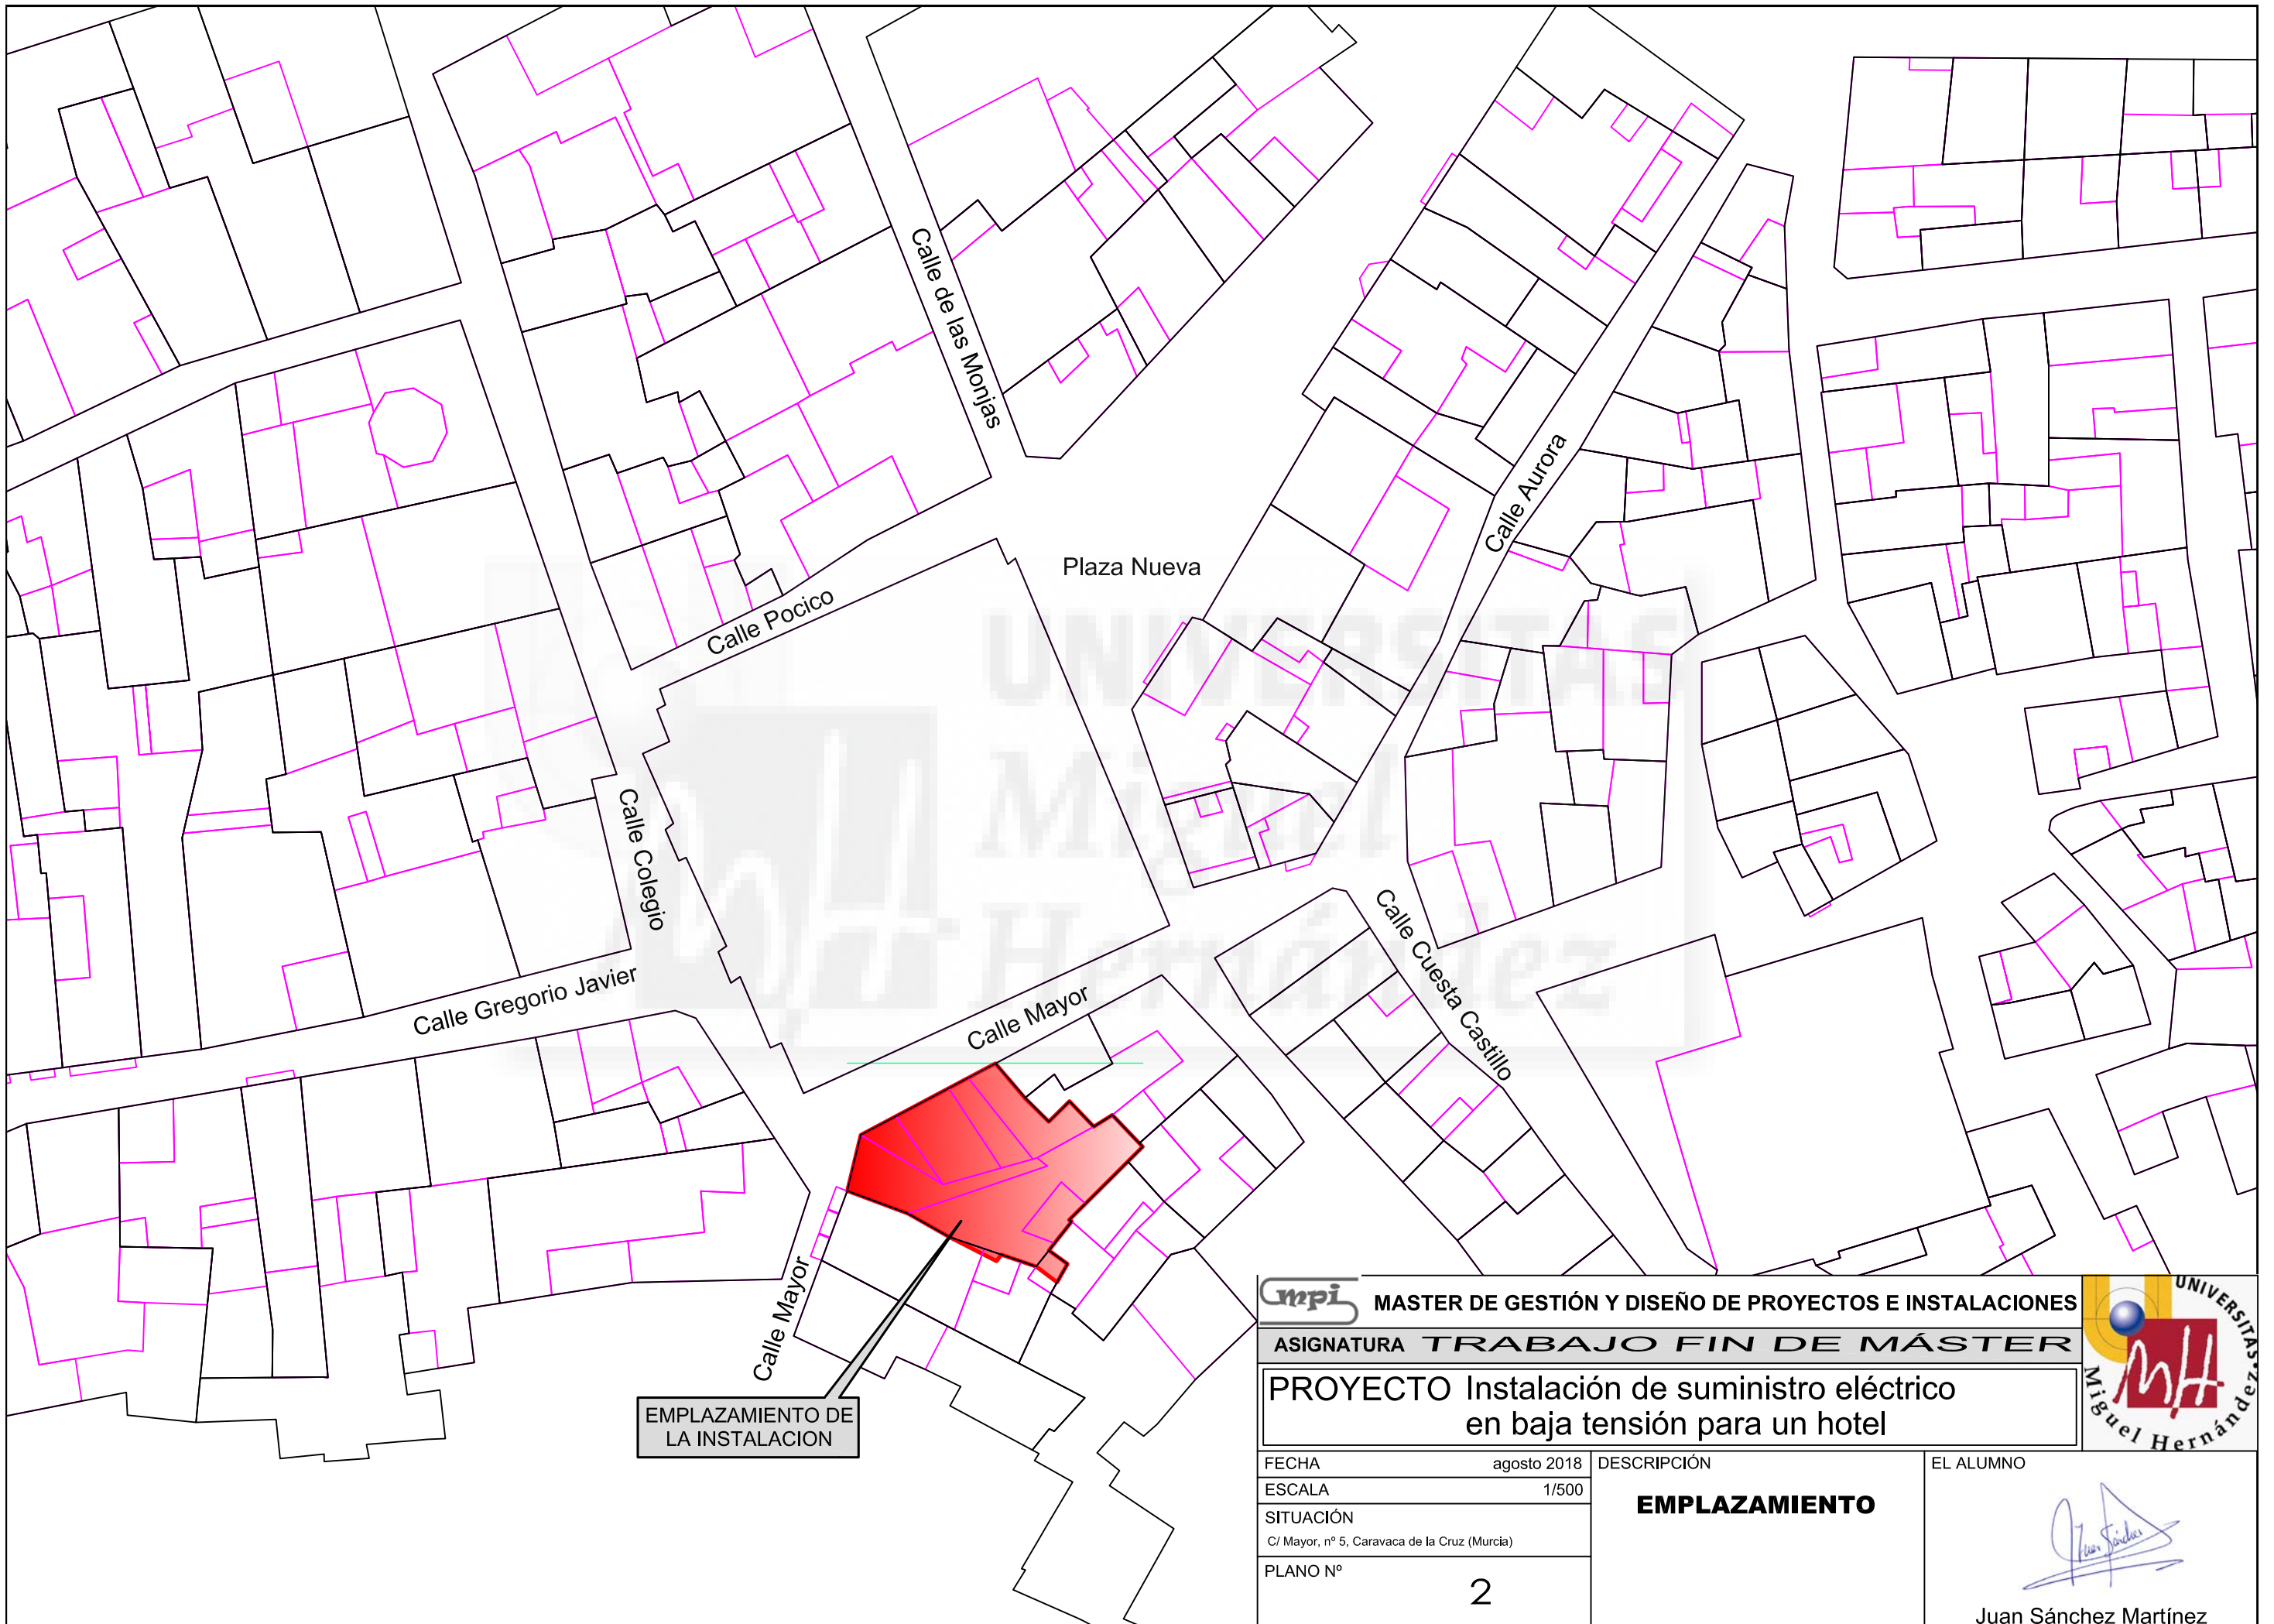 Calle de las Monjas
Calle Aurora
Plaza Nueva
Calle Pocico
UNIVERSITAS
Miguel
Hernández
Calle Colegio
Calle Cuesta Castillo
Calle Gregorio Javier
Calle Mayor
Calle Mayor
EMPLAZAMIENTO DE
LA INSTALACION
mpi
MASTER DE GESTIÓN Y DISEÑO DE PROYECTOS E INSTALACIONES
ASIGNATURA TRABAJO FIN DE MÁSTER
PROYECTO Instalación de suministro eléctrico
en baja tensión para un hotel
UNIVERSITAS
Miguel Hernández
FECHA agosto 2018
ESCALA 1/500
SITUACIÓN
C/ Mayor, nº 5, Caravaca de la Cruz (Murcia)
PLANO Nº
2
DESCRIPCIÓN
EMPLAZAMIENTO
EL ALUMNO
Juan Sánchez Martínez